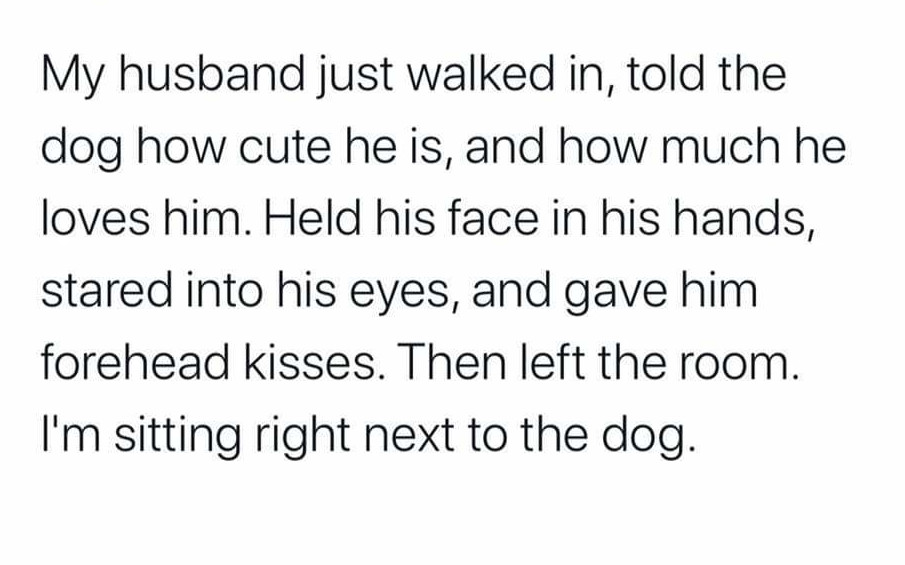 My husband just walked in, told the
dog how cute he is, and how much he
loves him. Held his face in his hands,
stared into his eyes, and gave him
forehead kisses. Then left the room.
I'm sitting right next to the dog.